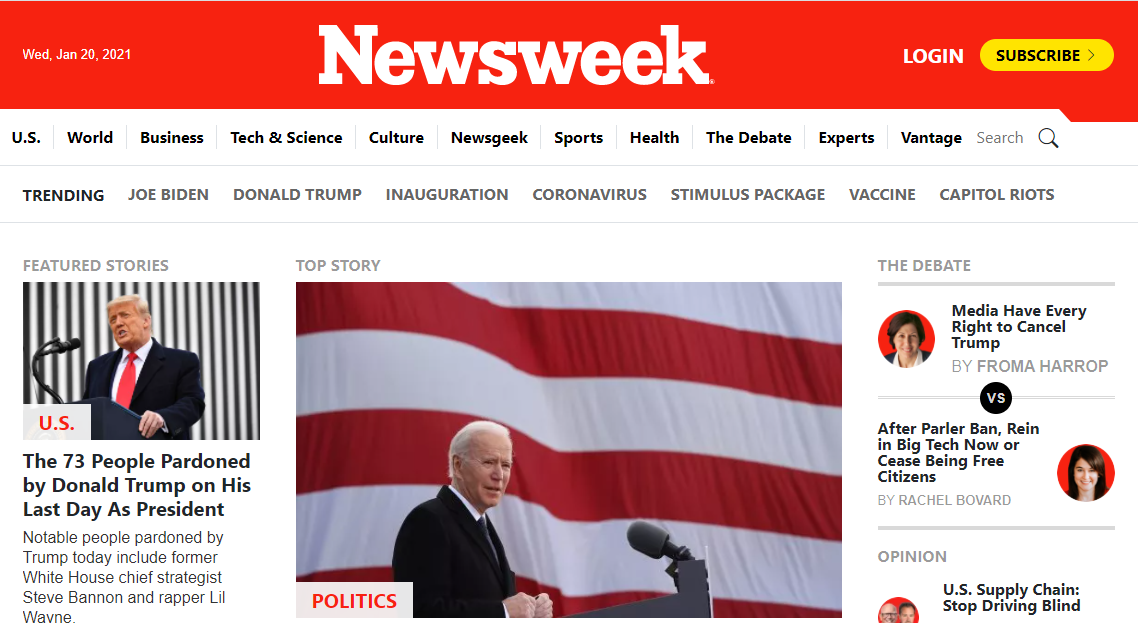 Wed, Jan 20, 2021
Newsweek
LOGIN
SUBSCRIBE >
U.S.
World
Business
Tech & Science
Culture
Newsgeek
Sports
Health
The Debate
Experts
Vantage
Search
TRENDING
JOE BIDEN
DONALD TRUMP
INAUGURATION
CORONAVIRUS
STIMULUS PACKAGE
VACCINE
CAPITOL RIOTS
FEATURED STORIES
U.S.
The 73 People Pardoned
by Donald Trump on His
Last Day As President
Notable people pardoned by
Trump today include former
White House chief strategist
Steve Bannon and rapper Lil
Wayne.
TOP STORY
POLITICS
THE DEBATE
Media Have Every
Right to Cancel
Trump
BY FROMA HARROP
VS
After Parler Ban, Rein
in Big Tech Now or
Cease Being Free
Citizens
BY RACHEL BOVARD
OPINION
U.S. Supply Chain:
Stop Driving Blind